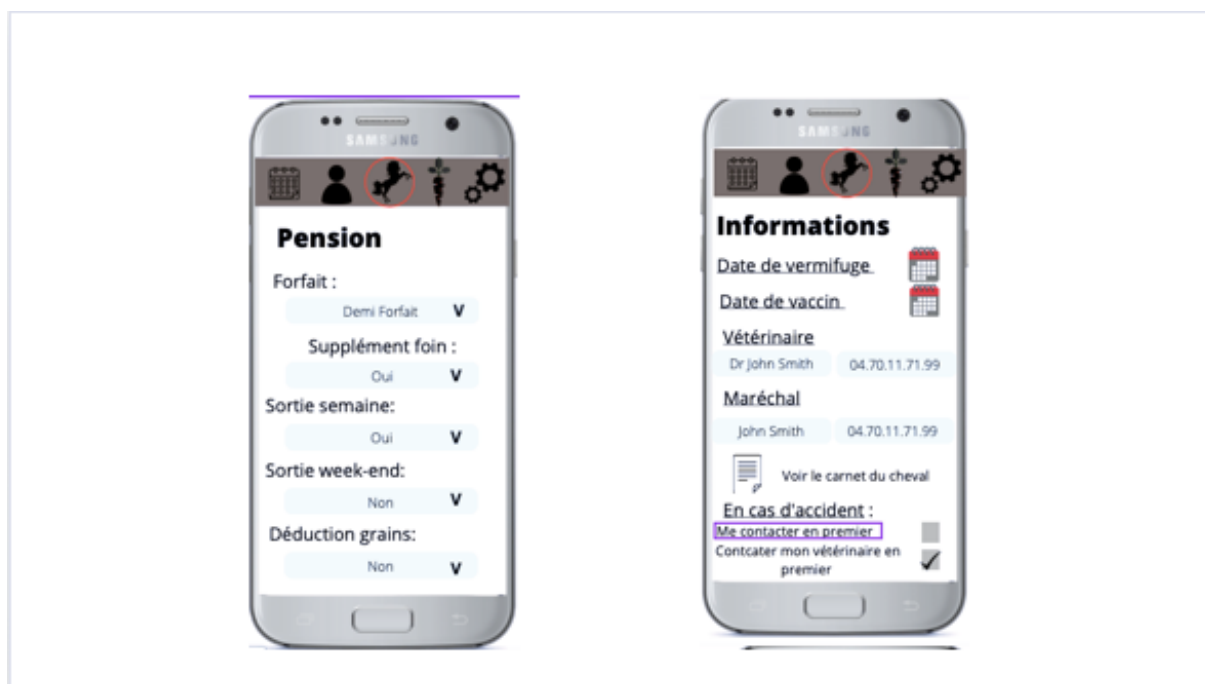 SAMSUNG
Pension
Forfait :
Demi Forfait V
Supplément foin :
Oui V
Sortie semaine:
Oui V
Sortie week-end:
Non V
Déduction grains:
Non V
SAMSUNG
Informations
Date de vermifuge
Date de vaccin
Vétérinaire
Dr John Smith 04.70.11.71.99
Maréchal
John Smith 04.70.11.71.99
Voir le carnet du cheval
En cas d'accident :
Me contacter en premier
Contcater mon vétérinaire en
premier